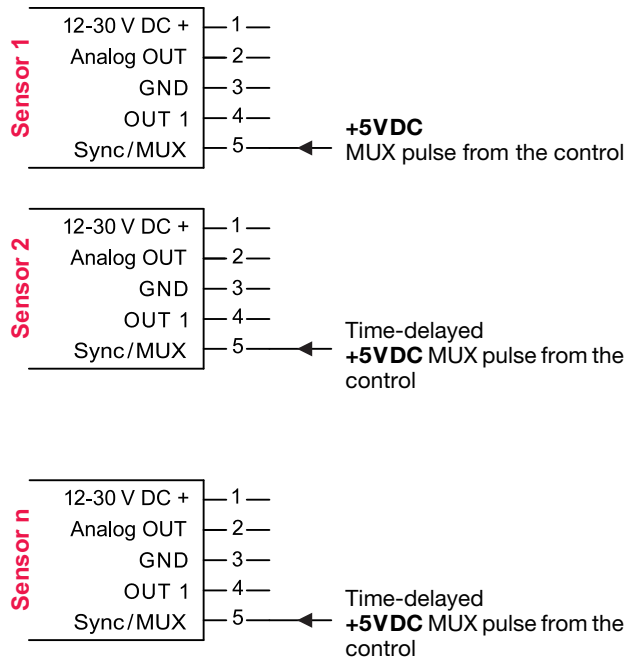 Sensor 1
12-30 V DC + 1
Analog OUT 2
GND 3
OUT 1 4
Sync/MUX 5
+5VDC
MUX pulse from the control
Sensor 2
12-30 V DC + 1
Analog OUT 2
GND 3
OUT 1 4
Sync/MUX 5
Time-delayed
+5VDC MUX pulse from the
control
Sensor n
12-30 V DC + 1
Analog OUT 2
GND 3
OUT 1 4
Sync/MUX 5
Time-delayed
+5VDC MUX pulse from the
control